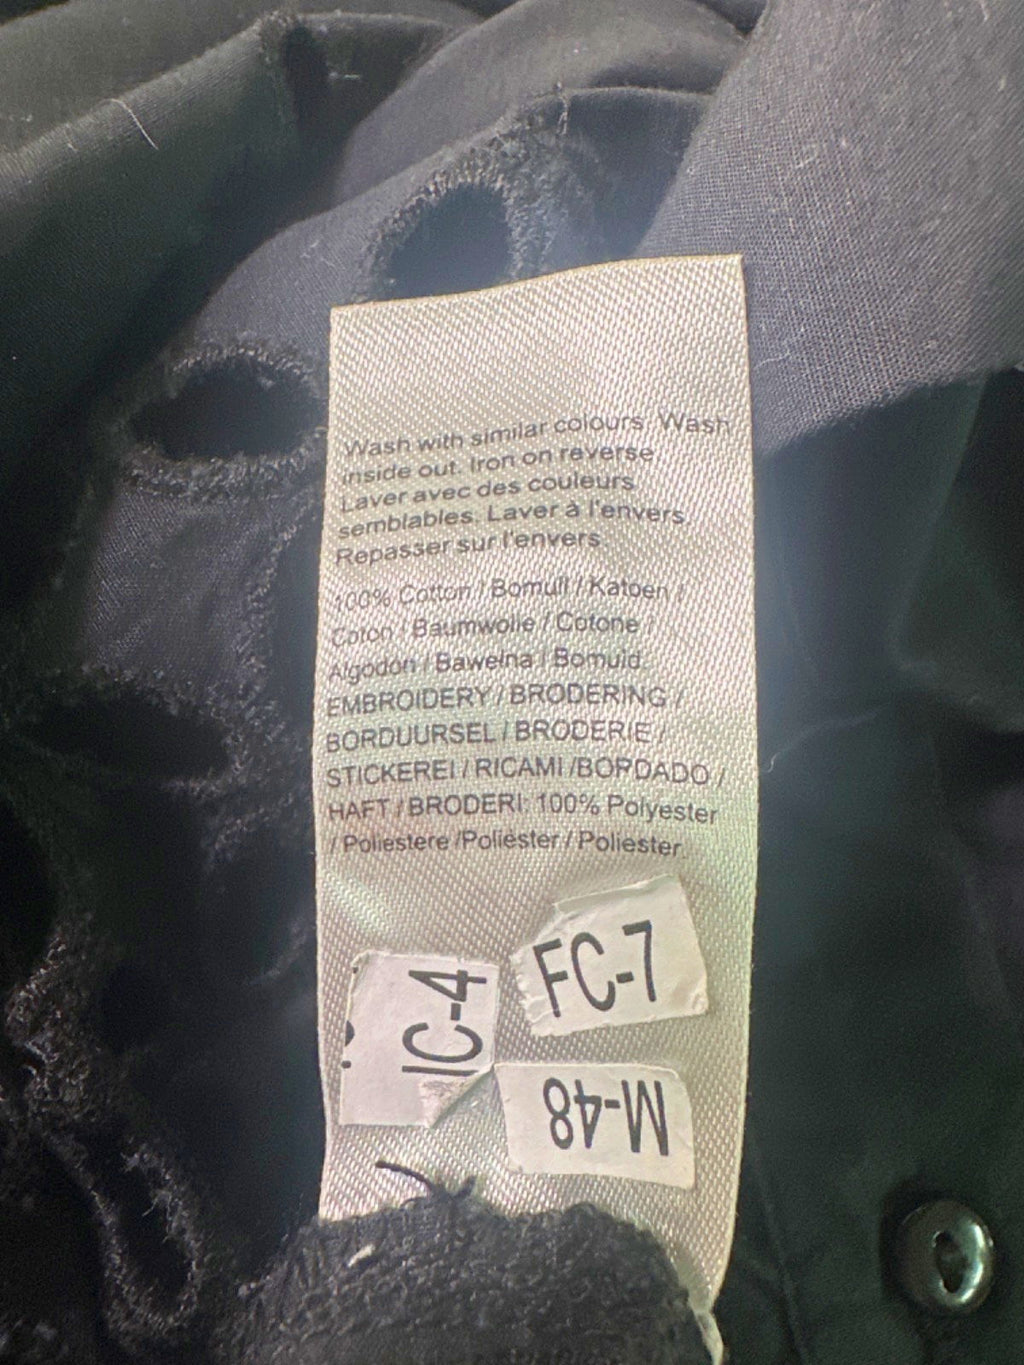 Wash with similar colours. Wash
inside out. Iron on reverse.
Laver avec des couleurs
semblables. Laver à l'envers.
Repasser sur l'envers.
100% Cotton / Bomull / Katoen /
Coton / Baumwolle / Cotone /
Algodón / Bawełna / Bomuld.
EMBROIDERY / BRODERING /
BORDUURSEL / BRODERIE /
STICKEREI / RICAMI /BORDADO /
HAFT / BRODERI: 100% Polyester
/ Poliestere /Poliéster / Poliester.
FC-7
IC-4
M-48